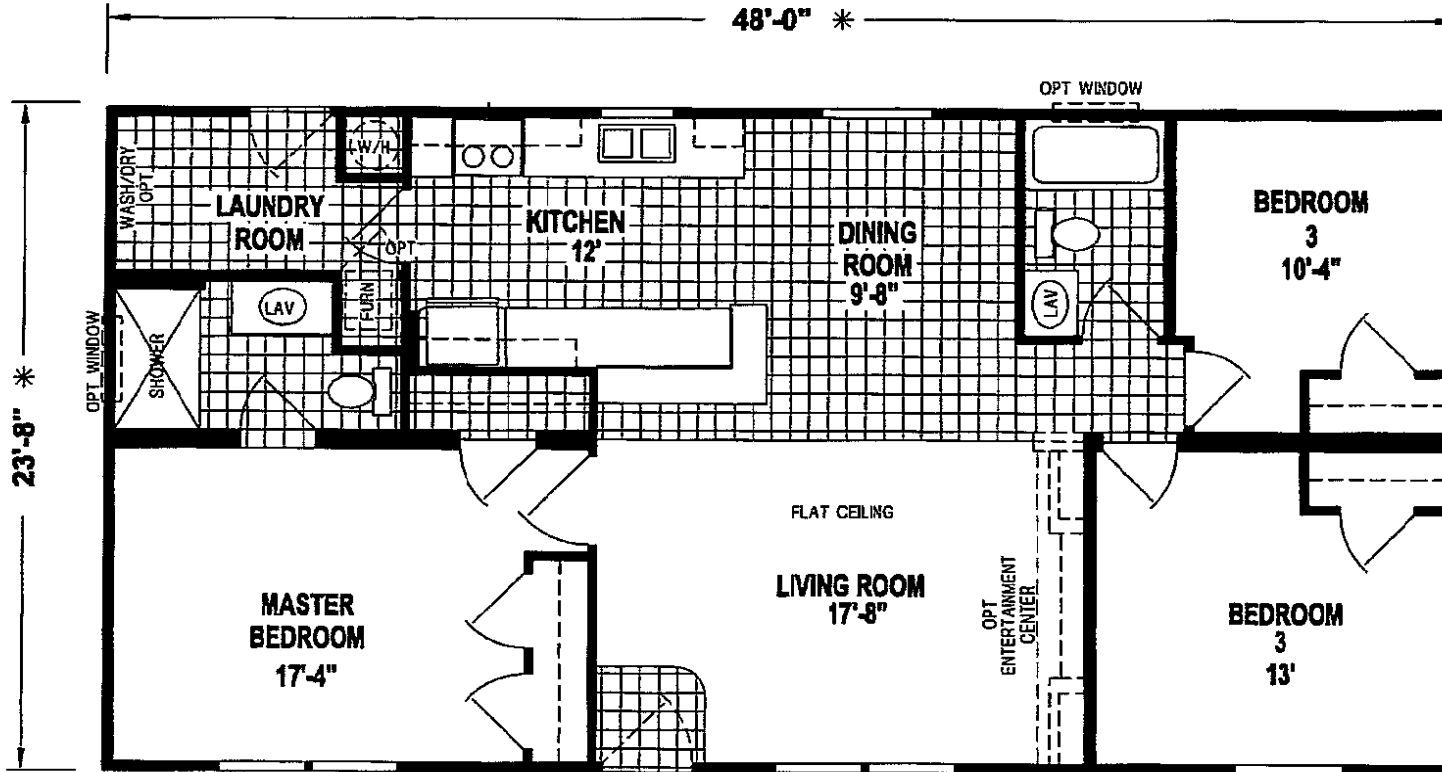 48'-0" *
OPT WINDOW
W/H
WASH/DRY
OPT
LAUNDRY
ROOM
KITCHEN
12'
OPT
DINING
ROOM
9'-8"
BEDROOM
3
10'-4"
LAV
FURN
LAV
OPT WINDOW
SHOWER
23'-8" *
FLAT CEILING
MASTER
BEDROOM
17'-4"
LIVING ROOM
17'-8"
OPT
ENTERTAINMENT
CENTER
BEDROOM
3
13'